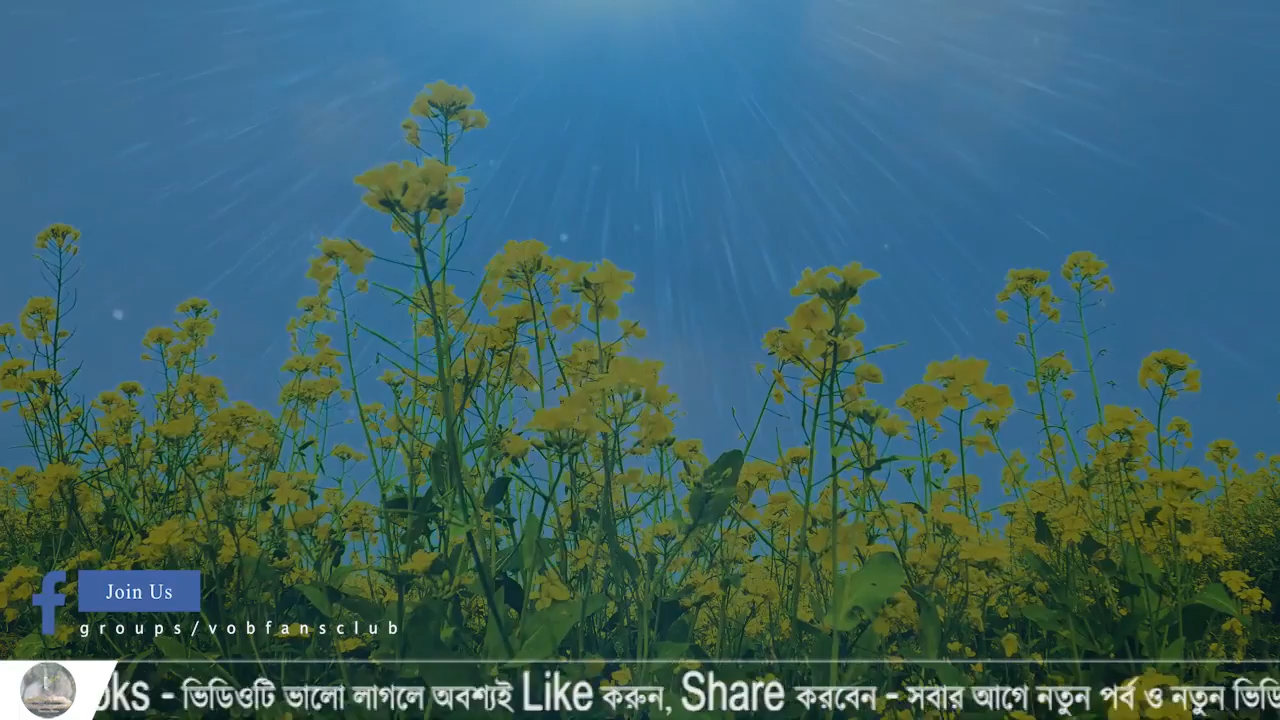 Join Us
groups/vobfansclub
oks - ভিডিওটি ভালো লাগলে অবশ্যই Like করুন, Share করবেন - সবার আগে নতুন পর্ব ও নতুন